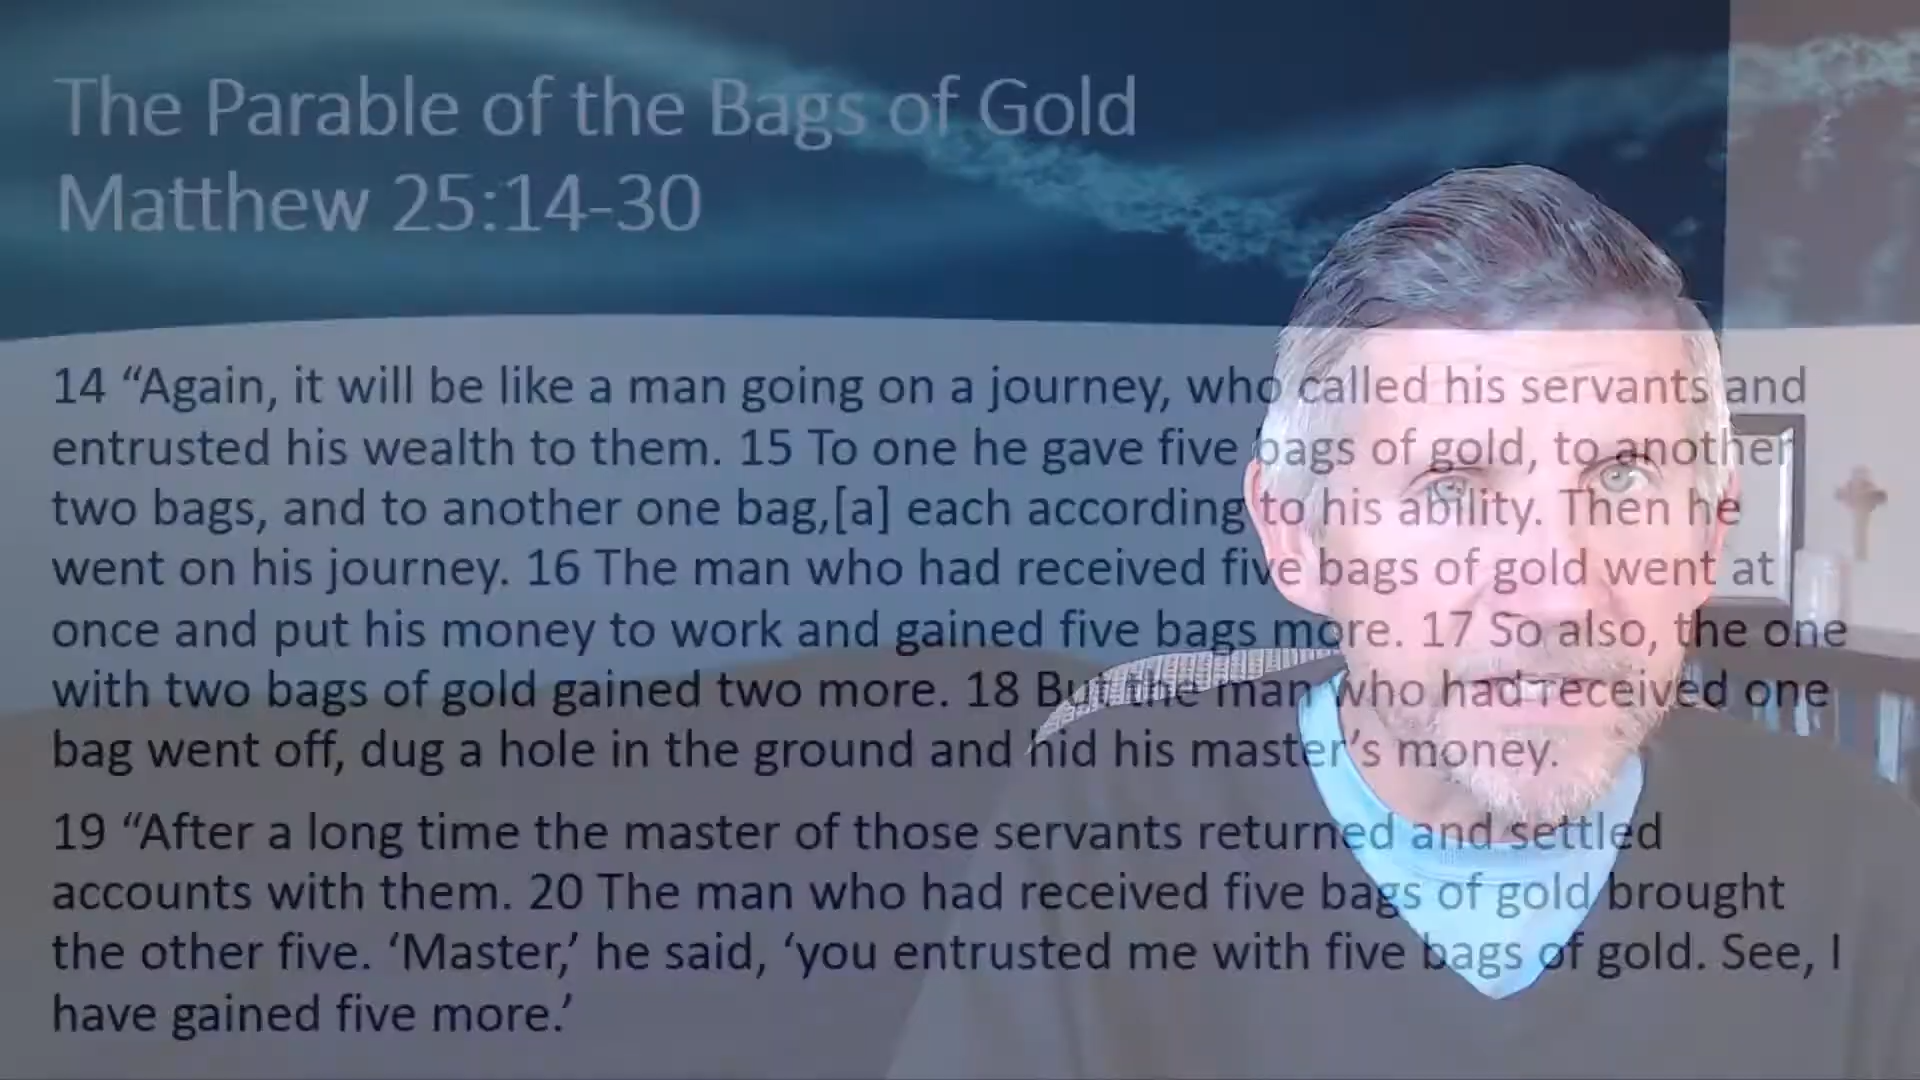 The Parable of the Bags of Gold
Matthew 25:14-30
14 “Again, it will be like a man going on a journey, who called his servants and
entrusted his wealth to them. 15 To one he gave five bags of gold, to another
two bags, and to another one bag,[a] each according to his ability. Then he
went on his journey. 16 The man who had received five bags of gold went at
once and put his money to work and gained five bags more. 17 So also, the one
with two bags of gold gained two more. 18 But the man who had received one
bag went off, dug a hole in the ground and hid his master’s money.
19 “After a long time the master of those servants returned and settled
accounts with them. 20 The man who had received five bags of gold brought
the other five. ‘Master,’ he said, ‘you entrusted me with five bags of gold. See, I
have gained five more.’